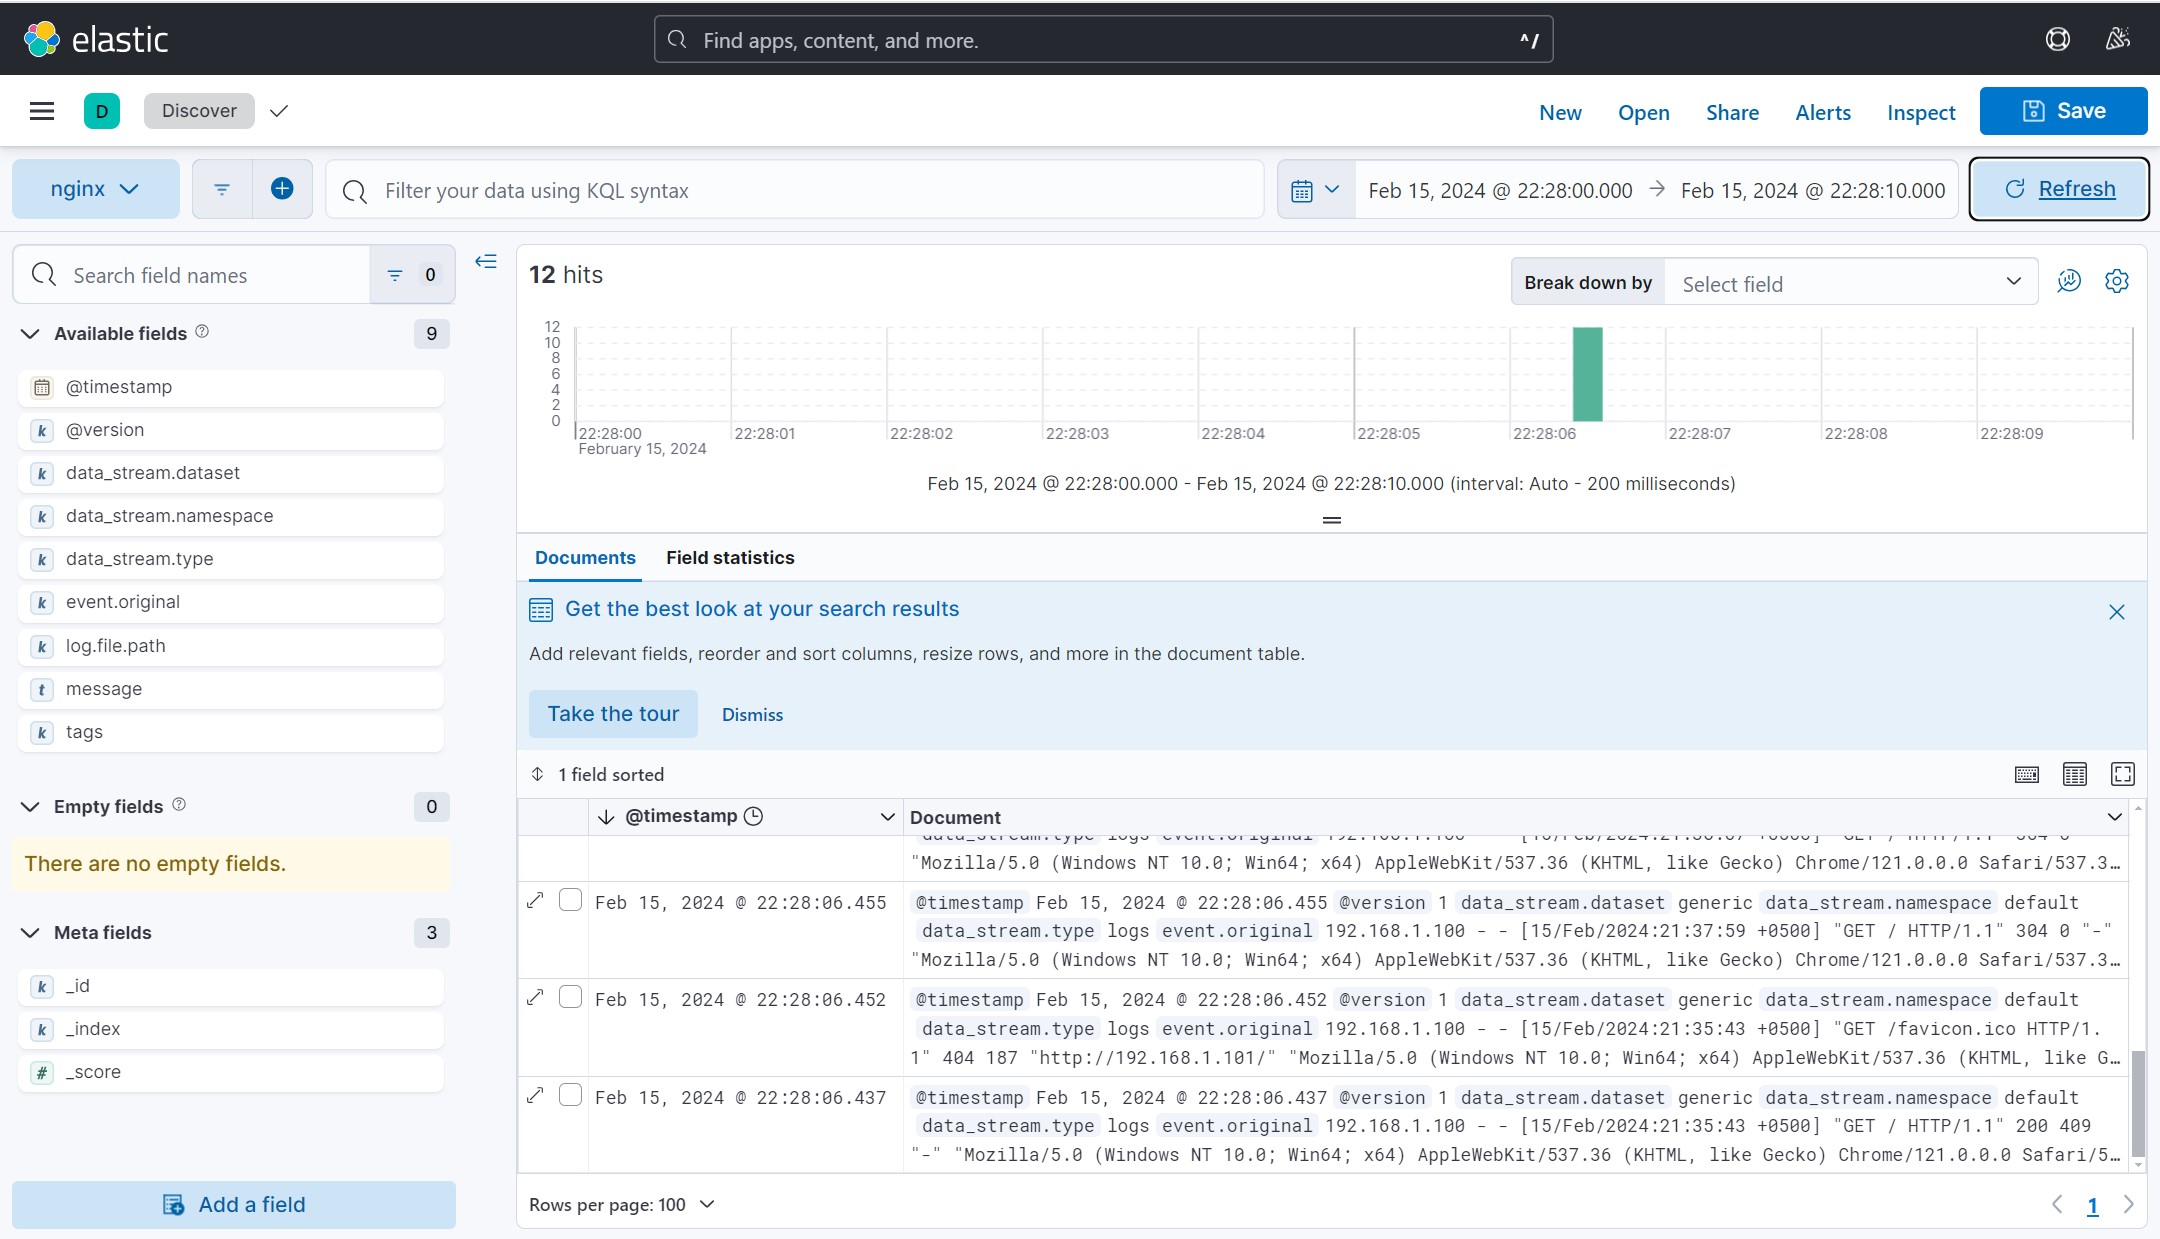 elastic
Find apps, content, and more.
^/
D
Discover
New
Open
Share
Alerts
Inspect
Save
nginx
Filter your data using KQL syntax
Feb 15, 2024 @ 22:28:00.000 → Feb 15, 2024 @ 22:28:10.000
Refresh
Search field names
0
Available fields
9
@timestamp
k @version
k data_stream.dataset
k data_stream.namespace
k data_stream.type
k event.original
k log.file.path
t message
k tags
Empty fields
0
There are no empty fields.
Meta fields
3
k _id
k _index
# _score
Add a field
12 hits
Break down by
Select field
12
10
8
6
4
2
0
22:28:00
22:28:01
22:28:02
22:28:03
22:28:04
22:28:05
22:28:06
22:28:07
22:28:08
22:28:09
February 15, 2024
Feb 15, 2024 @ 22:28:00.000 - Feb 15, 2024 @ 22:28:10.000 (interval: Auto - 200 milliseconds)
Documents
Field statistics
Get the best look at your search results
Add relevant fields, reorder and sort columns, resize rows, and more in the document table.
Take the tour
Dismiss
1 field sorted
@timestamp
Document
data_stream.type logs event.original 192.168.1.100 - - "GET / HTTP/1.1" 304 0
"Mozilla/5.0 (Windows NT 10.0; Win64; x64) AppleWebKit/537.36 (KHTML, like Gecko) Chrome/121.0.0.0 Safari/537.3…
Feb 15, 2024 @ 22:28:06.455
@timestamp Feb 15, 2024 @ 22:28:06.455 @version 1 data_stream.dataset generic data_stream.namespace default
data_stream.type logs event.original 192.168.1.100 - - [15/Feb/2024:21:37:59 +0500] "GET / HTTP/1.1" 304 0 "-"
"Mozilla/5.0 (Windows NT 10.0; Win64; x64) AppleWebKit/537.36 (KHTML, like Gecko) Chrome/121.0.0.0 Safari/537.3…
Feb 15, 2024 @ 22:28:06.452
@timestamp Feb 15, 2024 @ 22:28:06.452 @version 1 data_stream.dataset generic data_stream.namespace default
data_stream.type logs event.original 192.168.1.100 - - [15/Feb/2024:21:35:43 +0500] "GET /favicon.ico HTTP/1.
1" 404 187 "http://192.168.1.101/" "Mozilla/5.0 (Windows NT 10.0; Win64; x64) AppleWebKit/537.36 (KHTML, like G…
Feb 15, 2024 @ 22:28:06.437
@timestamp Feb 15, 2024 @ 22:28:06.437 @version 1 data_stream.dataset generic data_stream.namespace default
data_stream.type logs event.original 192.168.1.100 - - [15/Feb/2024:21:35:43 +0500] "GET / HTTP/1.1" 200 409
"-" "Mozilla/5.0 (Windows NT 10.0; Win64; x64) AppleWebKit/537.36 (KHTML, like Gecko) Chrome/121.0.0.0 Safari/5…
Rows per page: 100
1